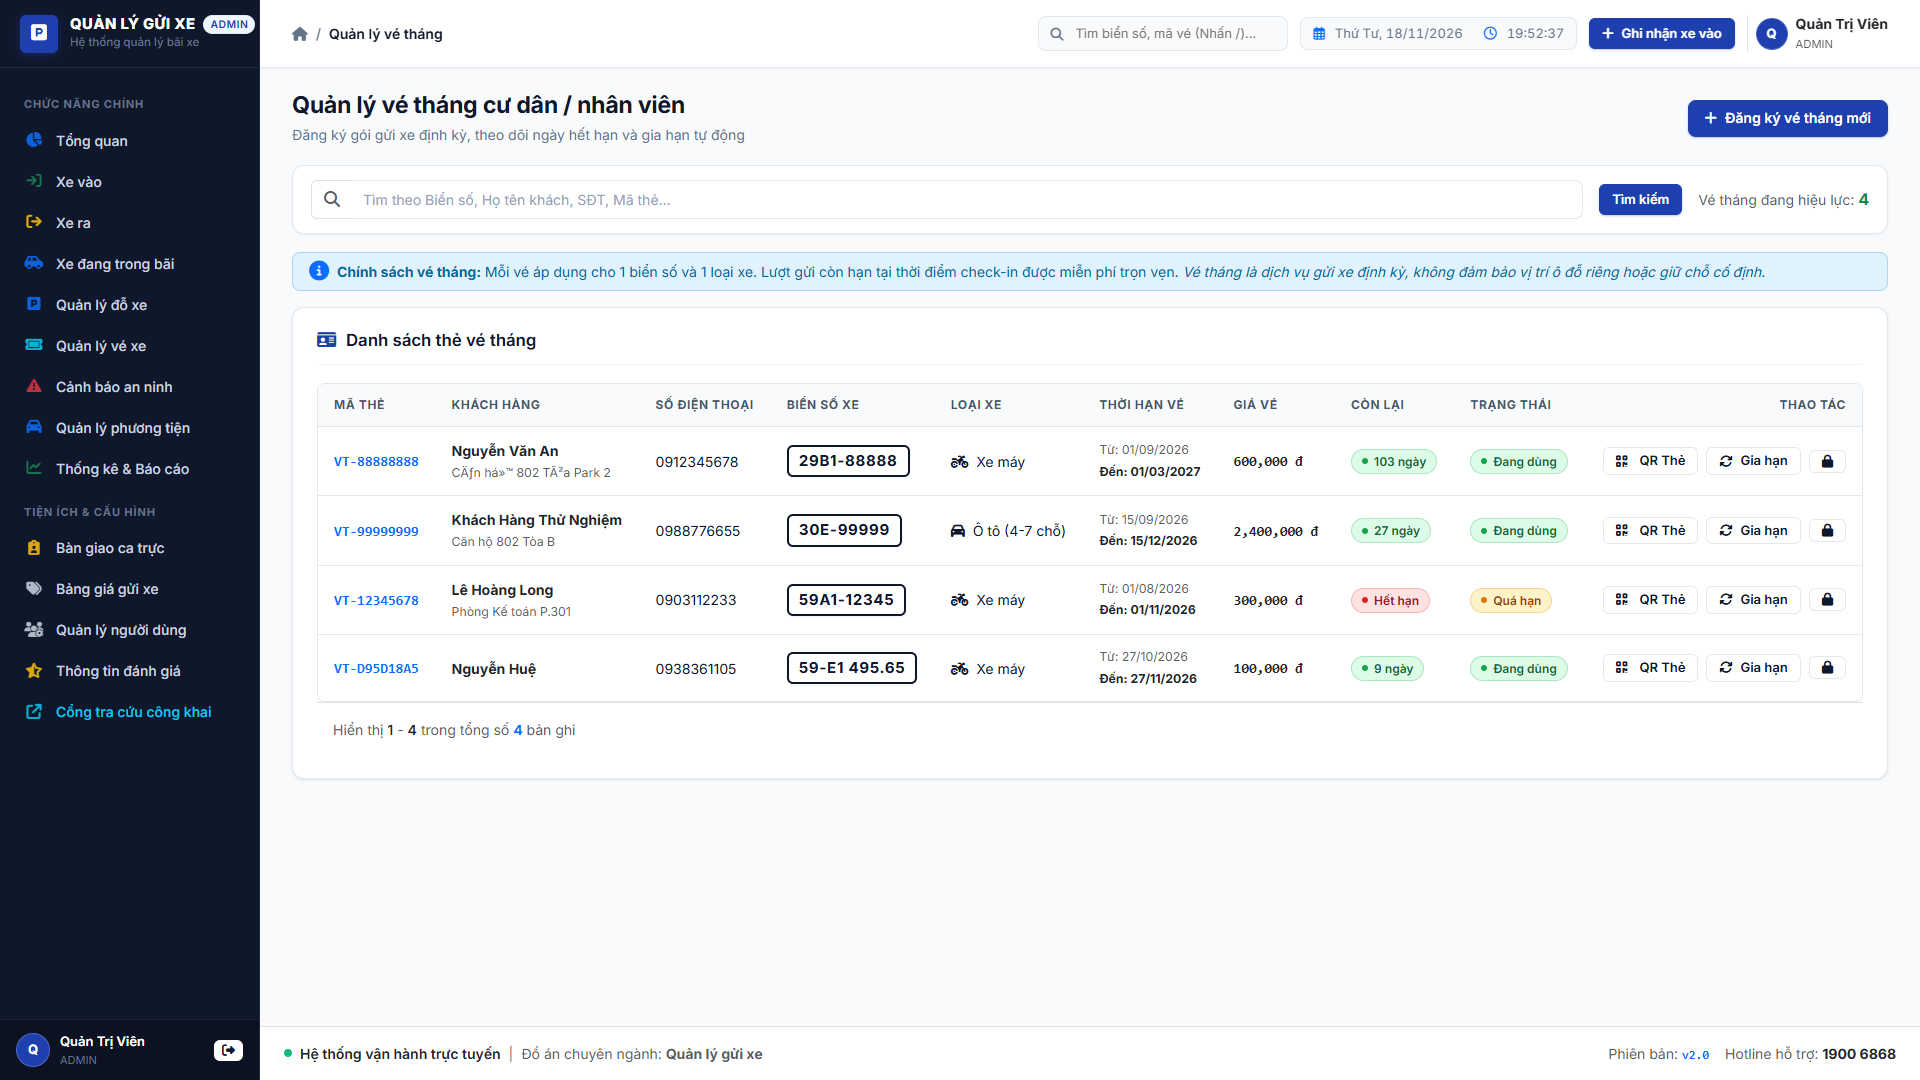 QUẢN LÝ GỬI XE ADMIN
Hệ thống quản lý bãi xe
CHỨC NĂNG CHÍNH
Tổng quan
Xe vào
Xe ra
Xe đang trong bãi
Quản lý đỗ xe
Quản lý vé xe
Cảnh báo an ninh
Quản lý phương tiện
Thống kê & Báo cáo
TIỆN ÍCH & CẤU HÌNH
Bàn giao ca trực
Bảng giá gửi xe
Quản lý người dùng
Thông tin đánh giá
Cổng tra cứu công khai
Q Quản Trị Viên
ADMIN
/ Quản lý vé tháng
Tìm biển số, mã vé (Nhấn /)...
Thứ Tư, 18/11/2026 19:52:37
+ Ghi nhận xe vào
Q Quản Trị Viên
ADMIN
Quản lý vé tháng cư dân / nhân viên
Đăng ký gói gửi xe định kỳ, theo dõi ngày hết hạn và gia hạn tự động
+ Đăng ký vé tháng mới
Tìm theo Biển số, Họ tên khách, SĐT, Mã thẻ...
Tìm kiếm
Vé tháng đang hiệu lực: 4
Chính sách vé tháng: Mỗi vé áp dụng cho 1 biển số và 1 loại xe. Lượt gửi còn hạn tại thời điểm check-in được miễn phí trọn vẹn. Vé tháng là dịch vụ gửi xe định kỳ, không đảm bảo vị trí ô đỗ riêng hoặc giữ chỗ cố định.
Danh sách thẻ vé tháng
MÃ THẺ KHÁCH HÀNG SỐ ĐIỆN THOẠI BIỂN SỐ XE LOẠI XE THỜI HẠN VÉ GIÁ VÉ CÒN LẠI TRẠNG THÁI THAO TÁC
VT-88888888 Nguyễn Văn An 0912345678 29B1-88888 Xe máy Từ: 01/09/2026 600,000 đ 103 ngày Đang dùng QR Thẻ Gia hạn
CÄƒn há»™ 802 TÃ²a Park 2 Đến: 01/03/2027
VT-99999999 Khách Hàng Thử Nghiệm 0988776655 30E-99999 Ô tô (4-7 chỗ) Từ: 15/09/2026 2,400,000 đ 27 ngày Đang dùng QR Thẻ Gia hạn
Căn hộ 802 Tòa B Đến: 15/12/2026
VT-12345678 Lê Hoàng Long 0903112233 59A1-12345 Xe máy Từ: 01/08/2026 300,000 đ Hết hạn Quá hạn QR Thẻ Gia hạn
Phòng Kế toán P.301 Đến: 01/11/2026
VT-D95D18A5 Nguyễn Huệ 0938361105 59-E1 495.65 Xe máy Từ: 27/10/2026 100,000 đ 9 ngày Đang dùng QR Thẻ Gia hạn
Đến: 27/11/2026
Hiển thị 1 - 4 trong tổng số 4 bản ghi
Hệ thống vận hành trực tuyến | Đồ án chuyên ngành: Quản lý gửi xe
Phiên bản: v2.0 Hotline hỗ trợ: 1900 6868